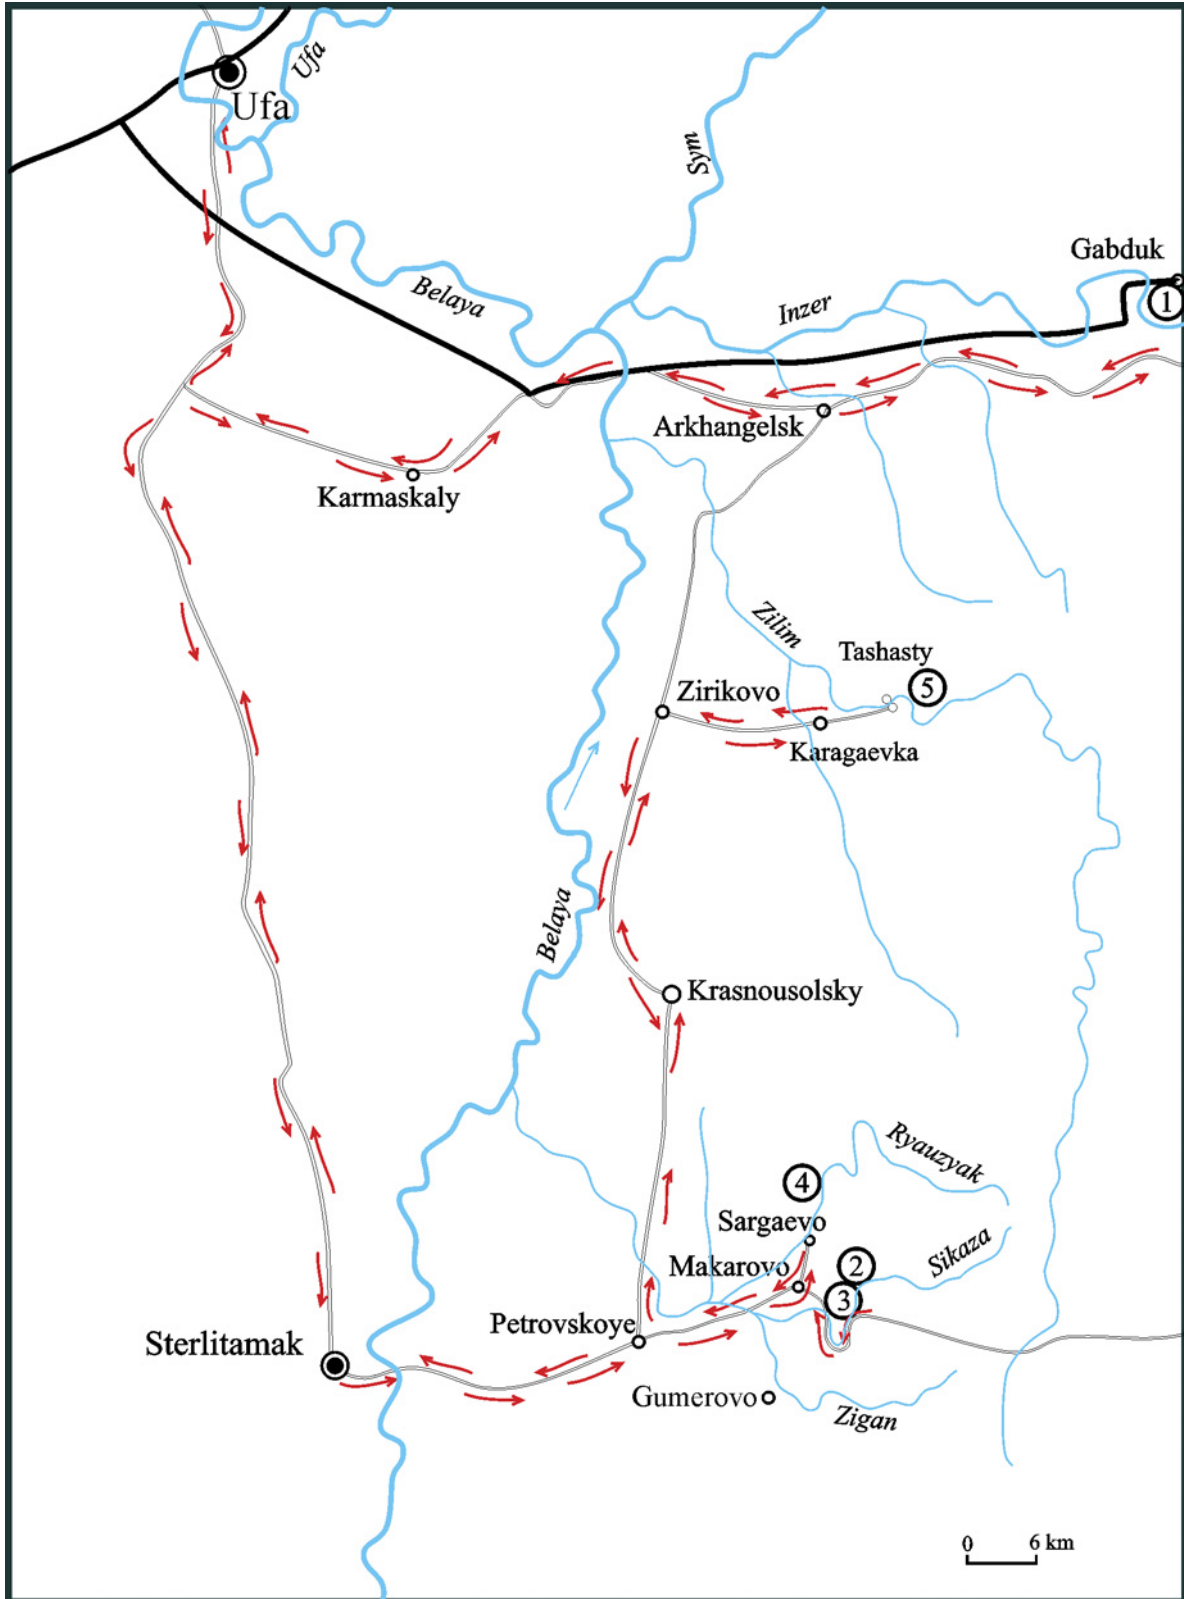 Ufa
Ufa
Sym
Gabduk
1
Belaya
Inzer
Arkhangelsk
Karmaskaly
Zilim
Tashasty
5
Zirikovo
Karagaevka
Belaya
Krasnousolsky
Ryauzyak
4
Sargaevo
Sikaza
Makarovo
2
3
Petrovskoye
Sterlitamak
Gumerovo
Zigan
0 6 km